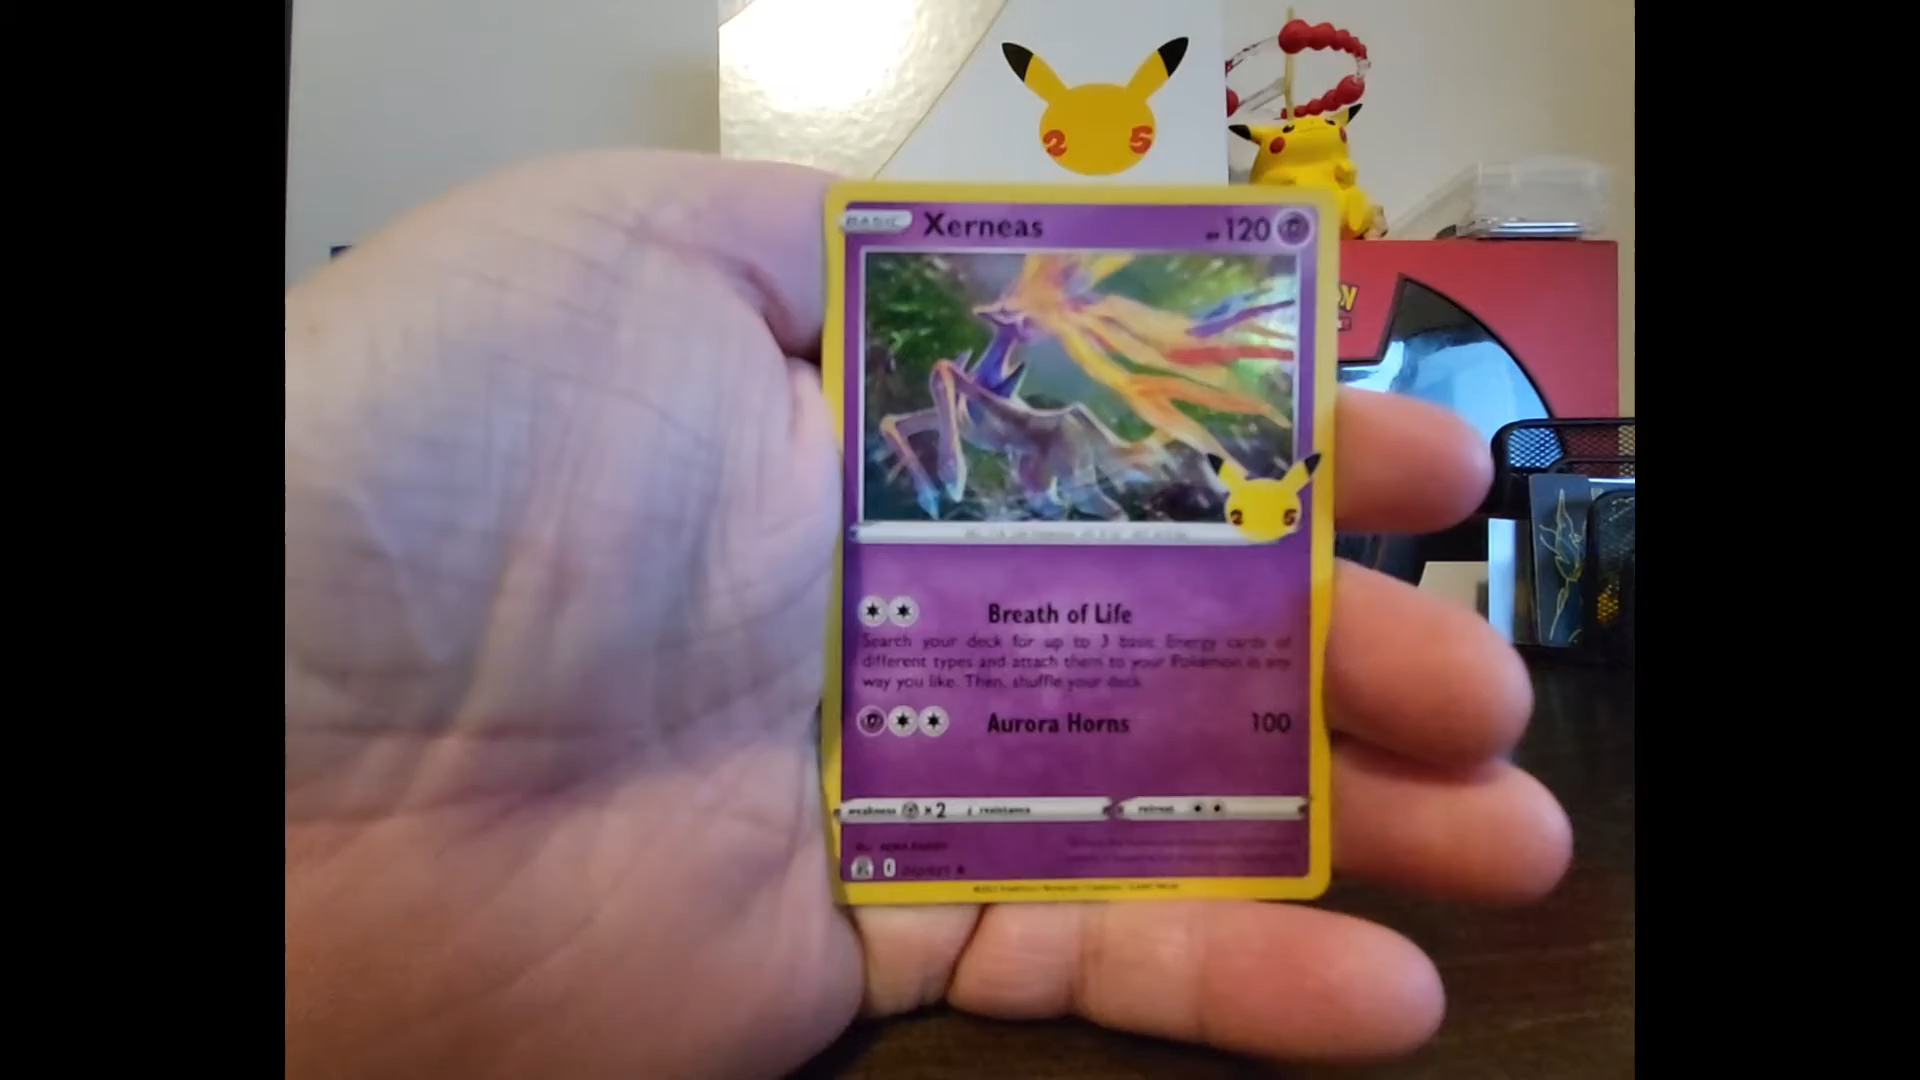 2 5
BASIC Xerneas 120
2 5
Breath of Life
Search your deck for up to 3 basic Energy cards of
different types and attach them to your Pokémon in any
way you like. Then, shuffle your deck.
Aurora Horns 100
weakness ×2 resistance retreat